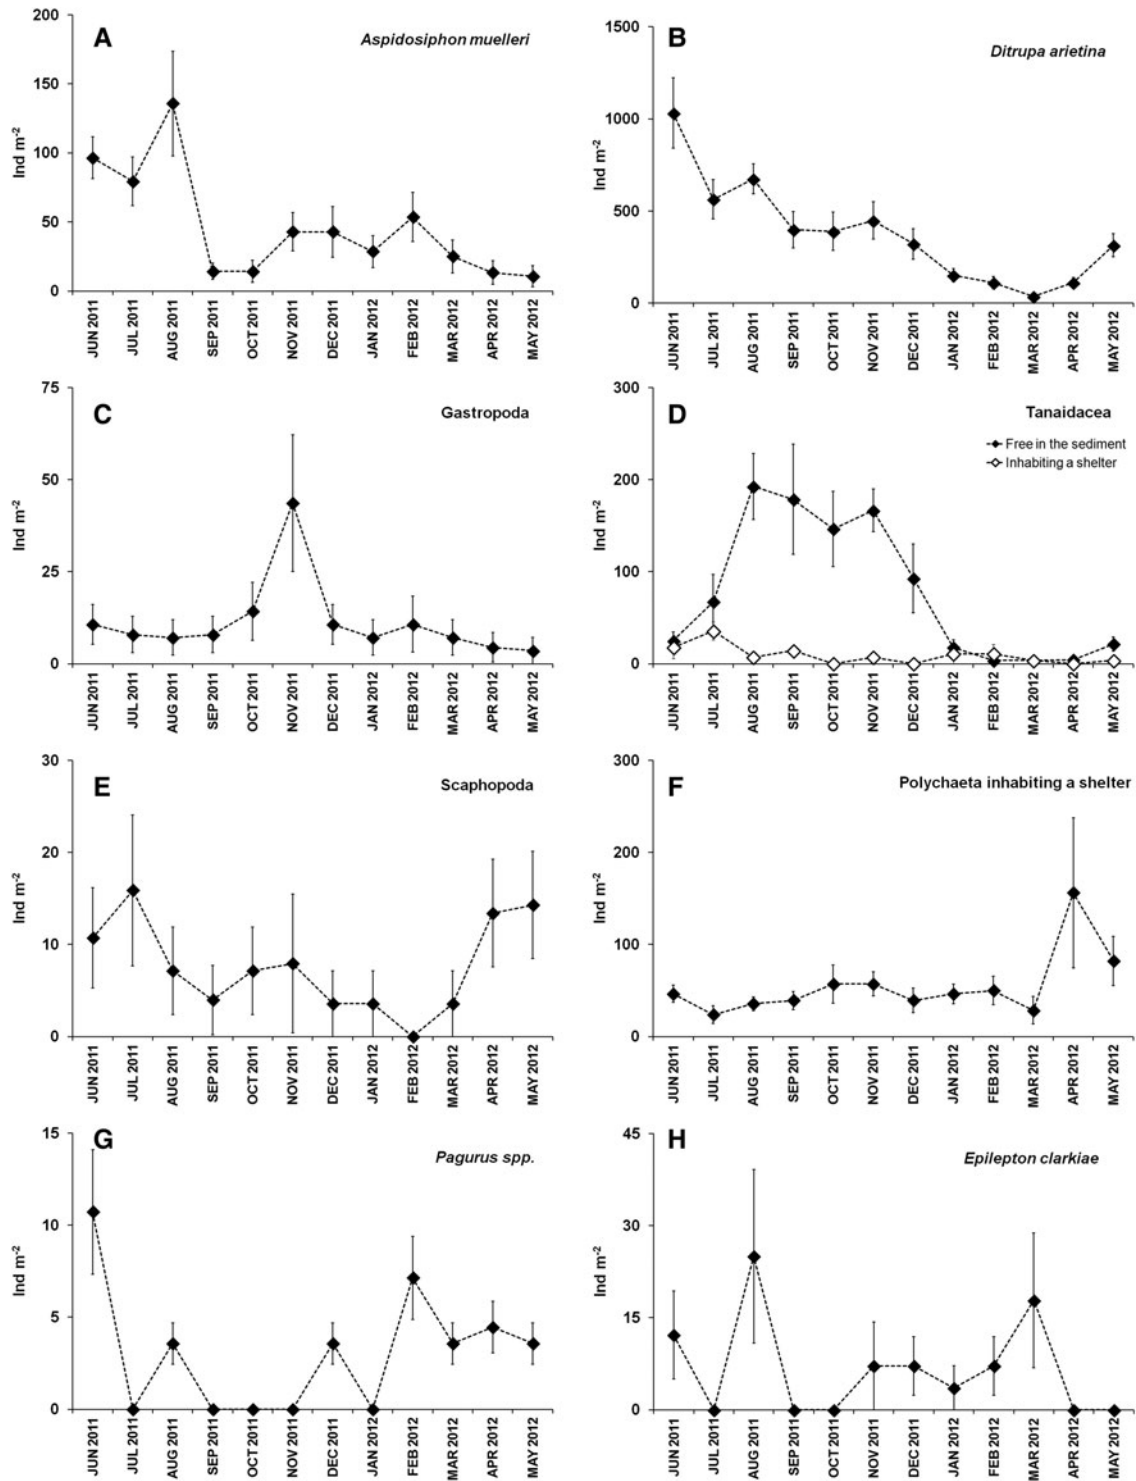 A
Aspidosiphon muelleri
Ind m-2
200
150
100
50
0
JUN 2011
JUL 2011
AUG 2011
SEP 2011
OCT 2011
NOV 2011
DEC 2011
JAN 2012
FEB 2012
MAR 2012
APR 2012
MAY 2012
B
Ditrupa arietina
Ind m-2
1500
1000
500
0
JUN 2011
JUL 2011
AUG 2011
SEP 2011
OCT 2011
NOV 2011
DEC 2011
JAN 2012
FEB 2012
MAR 2012
APR 2012
MAY 2012
C
Gastropoda
Ind m-2
75
50
25
0
JUN 2011
JUL 2011
AUG 2011
SEP 2011
OCT 2011
NOV 2011
DEC 2011
JAN 2012
FEB 2012
MAR 2012
APR 2012
MAY 2012
D
Tanaidacea
Free in the sediment
Inhabiting a shelter
Ind m-2
300
200
100
0
JUN 2011
JUL 2011
AUG 2011
SEP 2011
OCT 2011
NOV 2011
DEC 2011
JAN 2012
FEB 2012
MAR 2012
APR 2012
MAY 2012
E
Scaphopoda
Ind m-2
30
20
10
0
JUN 2011
JUL 2011
AUG 2011
SEP 2011
OCT 2011
NOV 2011
DEC 2011
JAN 2012
FEB 2012
MAR 2012
APR 2012
MAY 2012
F
Polychaeta inhabiting a shelter
Ind m-2
300
200
100
0
JUN 2011
JUL 2011
AUG 2011
SEP 2011
OCT 2011
NOV 2011
DEC 2011
JAN 2012
FEB 2012
MAR 2012
APR 2012
MAY 2012
G
Pagurus spp.
Ind m-2
15
10
5
0
JUN 2011
JUL 2011
AUG 2011
SEP 2011
OCT 2011
NOV 2011
DEC 2011
JAN 2012
FEB 2012
MAR 2012
APR 2012
MAY 2012
H
Epilepton clarkiae
Ind m-2
45
30
15
0
JUN 2011
JUL 2011
AUG 2011
SEP 2011
OCT 2011
NOV 2011
DEC 2011
JAN 2012
FEB 2012
MAR 2012
APR 2012
MAY 2012